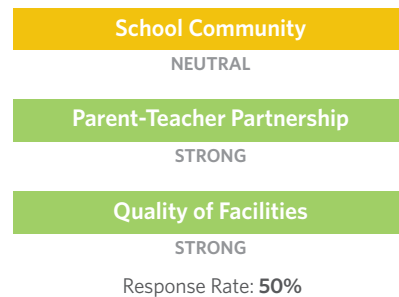 School Community
NEUTRAL
Parent-Teacher Partnership
STRONG
Quality of Facilities
STRONG
Response Rate: 50%